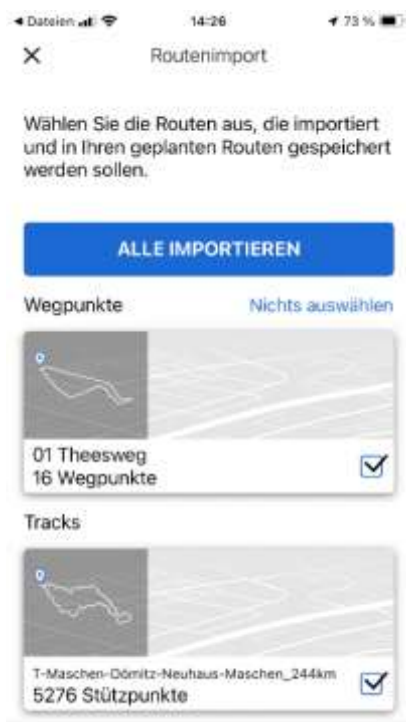 Dateien
14:26
73 %
Routenimport
Wählen Sie die Routen aus, die importiert
und in Ihren geplanten Routen gespeichert
werden sollen.
ALLE IMPORTIEREN
Wegpunkte
Nichts auswählen
01 Theesweg
16 Wegpunkte
Tracks
T-Maschen-Dömitz-Neuhaus-Maschen_244km
5276 Stützpunkte